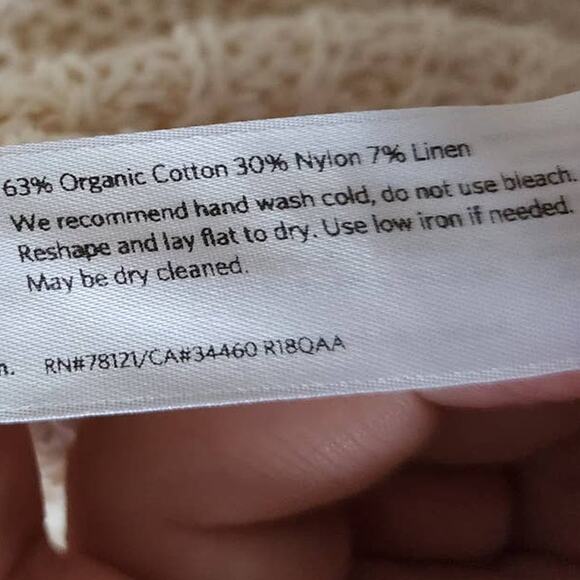 63% Organic Cotton 30% Nylon 7% Linen
We recommend hand wash cold, do not use bleach.
Reshape and lay flat to dry. Use low iron if needed.
May be dry cleaned.
RN#78121/CA#34460 R18QAA